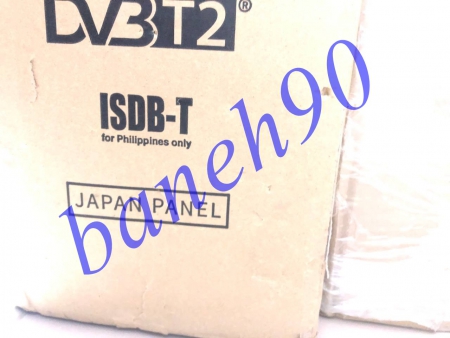 DVB T2®
ISDB-T
for Philippines only
JAPAN PANEL
baneh90